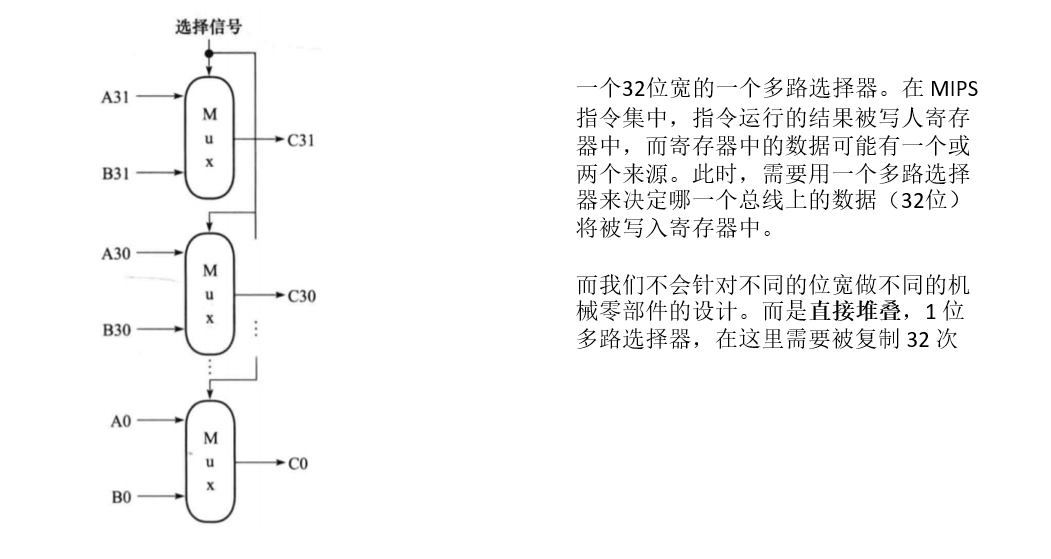 选择信号
A31
B31
M
u
x
C31
A30
B30
M
u
x
C30
A0
B0
M
u
x
C0
一个32位宽的一个多路选择器。在 MIPS
指令集中，指令运行的结果被写人寄存
器中，而寄存器中的数据可能有一个或
两个来源。此时，需要用一个多路选择
器来决定哪一个总线上的数据（32位）
将被写入寄存器中。
而我们不会针对不同的位宽做不同的机
械零部件的设计。而是直接堆叠，1 位
多路选择器，在这里需要被复制 32 次